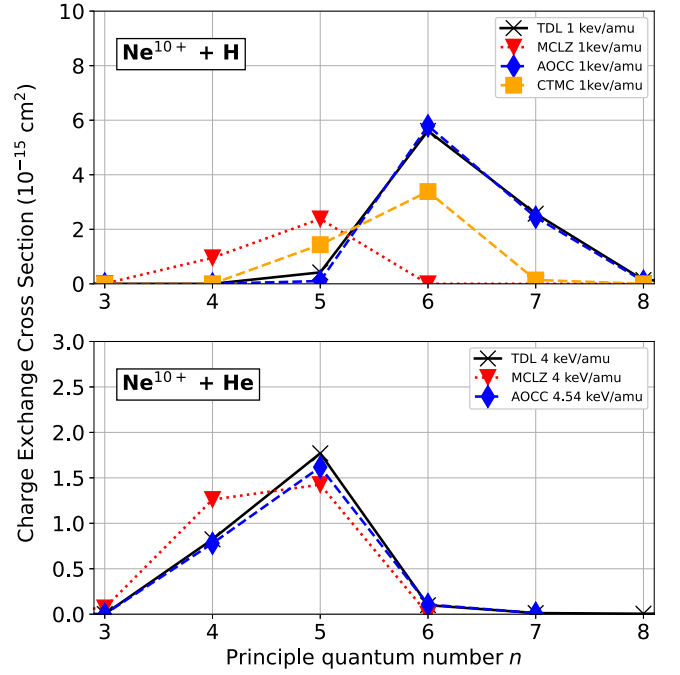 10
8
6
4
2
0
Ne10+ + H
TDL 1 kev/amu
MCLZ 1kev/amu
AOCC 1kev/amu
CTMC 1kev/amu
3 4 5 6 7 8
Charge Exchange Cross Section (10−15 cm2)
3.0
2.5
2.0
1.5
1.0
0.5
0.0
Ne10+ + He
TDL 4 keV/amu
MCLZ 4 keV/amu
AOCC 4.54 keV/amu
3 4 5 6 7 8
Principle quantum number n